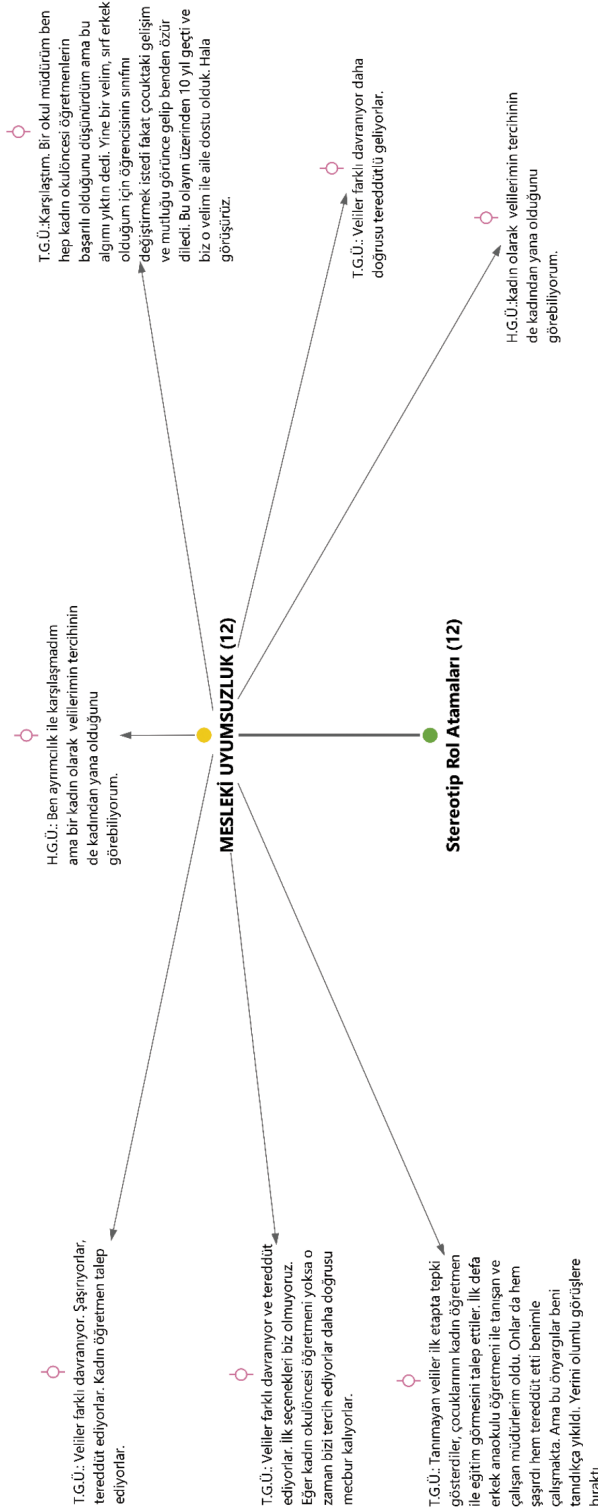 T.G.Ü.: Veliler farklı davranıyor. Şaşırıyorlar,
tereddüt ediyorlar. Kadın öğretmen talep
ediyorlar.
H.G.Ü.: Ben ayrımcılık ile karşılaşmadım
ama bir kadın olarak velilerimin tercihinin
de kadından yana olduğunu
görebiliyorum.
T.G.Ü.:Karşılaştım. Bir okul müdürüm ben
hep kadın okulöncesi öğretmenlerin
başarılı olduğunu düşünürdüm ama bu
algımı yıktın dedi. Yine bir velim, sırf erkek
olduğum için öğrencisinin sınıfını
değiştirmek istedi fakat çocuktaki gelişim
ve mutluğu görünce gelip benden özür
diledi. Bu olayın üzerinden 10 yıl geçti ve
biz o velim ile aile dostu olduk. Hala
görüşürüz.
MESLEKİ UYUMSUZLUK (12)
T.G.Ü.: Veliler farklı davranıyor ve tereddüt
ediyorlar. İlk seçenekleri biz olmuyoruz.
Eğer kadın okulöncesi öğretmeni yoksa o
zaman bizi tercih ediyorlar daha doğrusu
mecbur kalıyorlar.
T.G.Ü.: Veliler farklı davranıyor daha
doğrusu tereddütlü geliyorlar.
T.G.Ü.: Tanımayan veliler ilk etapta tepki
gösterdiler, çocuklarının kadın öğretmen
ile eğitim görmesini talep ettiler. İlk defa
erkek anaokulu öğretmeni ile tanışan ve
çalışan müdürlerim oldu. Onlar da hem
şaşırdı hem tereddüt etti benimle
çalışmakta. Ama bu önyargılar beni
tanıdıkça yıkıldı. Yerini olumlu görüşlere
Stereotip Rol Atamaları (12)
H.G.Ü.:kadın olarak velilerimin tercihinin
de kadından yana olduğunu
görebiliyorum.